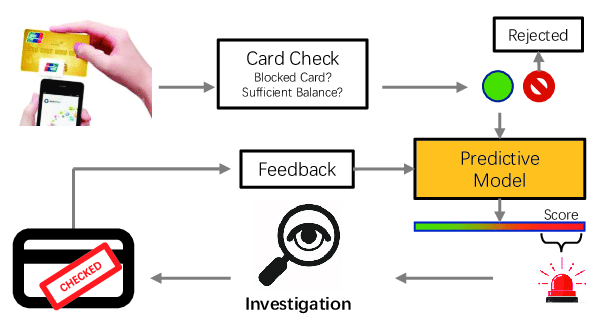 Rejected
Card Check
Blocked Card?
Sufficient Balance?
Feedback
Predictive
Model
Score
CHECKED
Investigation